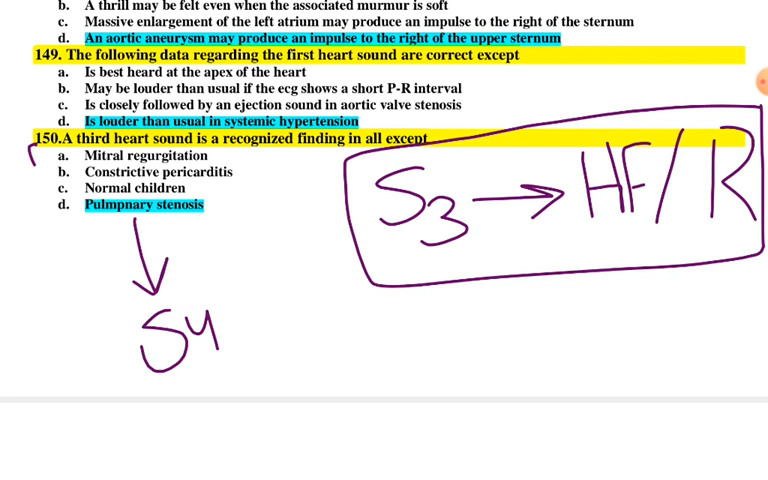 b. A thrill may be felt even when the associated murmur is soft
c. Massive enlargement of the left atrium may produce an impulse to the right of the sternum
d. An aortic aneurysm may produce an impulse to the right of the upper sternum
149. The following data regarding the first heart sound are correct except
a. Is best heard at the apex of the heart
b. May be louder than usual if the ecg shows a short P-R interval
c. Is closely followed by an ejection sound in aortic valve stenosis
d. Is louder than usual in systemic hypertension
150.A third heart sound is a recognized finding in all except
a. Mitral regurgitation
b. Constrictive pericarditis
c. Normal children
d. Pulmpnary stenosis
S3 → HF/R
S4